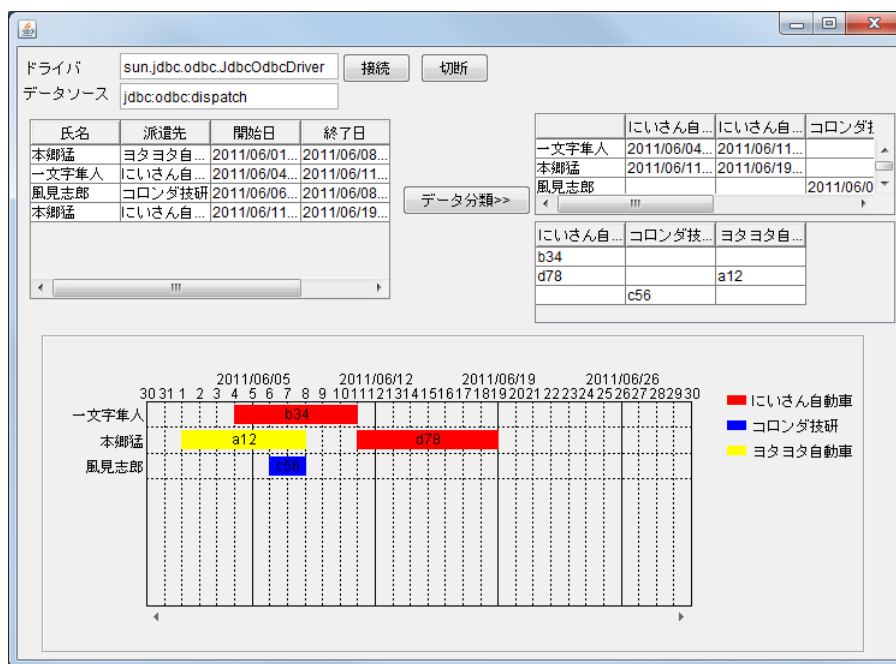 ドライバ sun.jdbc.odbc.JdbcOdbcDriver 接続 切断
データソース jdbc:odbc:dispatch
氏名 派遣先 開始日 終了日
本郷猛 ヨタヨタ自... 2011/06/01... 2011/06/08...
一文字隼人 にいさん自... 2011/06/04... 2011/06/11...
風見志郎 コロンダ技研 2011/06/06... 2011/06/08...
本郷猛 にいさん自... 2011/06/11... 2011/06/19...
データ分類>>
にいさん自... にいさん自... コロンダ技
一文字隼人 2011/06/04... 2011/06/11...
本郷猛 2011/06/11... 2011/06/19...
風見志郎 2011/06/0
にいさん自... コロンダ技... ヨタヨタ自...
b34
d78 a12
c56
2011/06/05 2011/06/12 2011/06/19 2011/06/26
30 31 1 2 3 4 5 6 7 8 9 10 11 12 13 14 15 16 17 18 19 20 21 22 23 24 25 26 27 28 29 30
一文字隼人 b34
本郷猛 a12 d78
風見志郎 c56
にいさん自動車
コロンダ技研
ヨタヨタ自動車